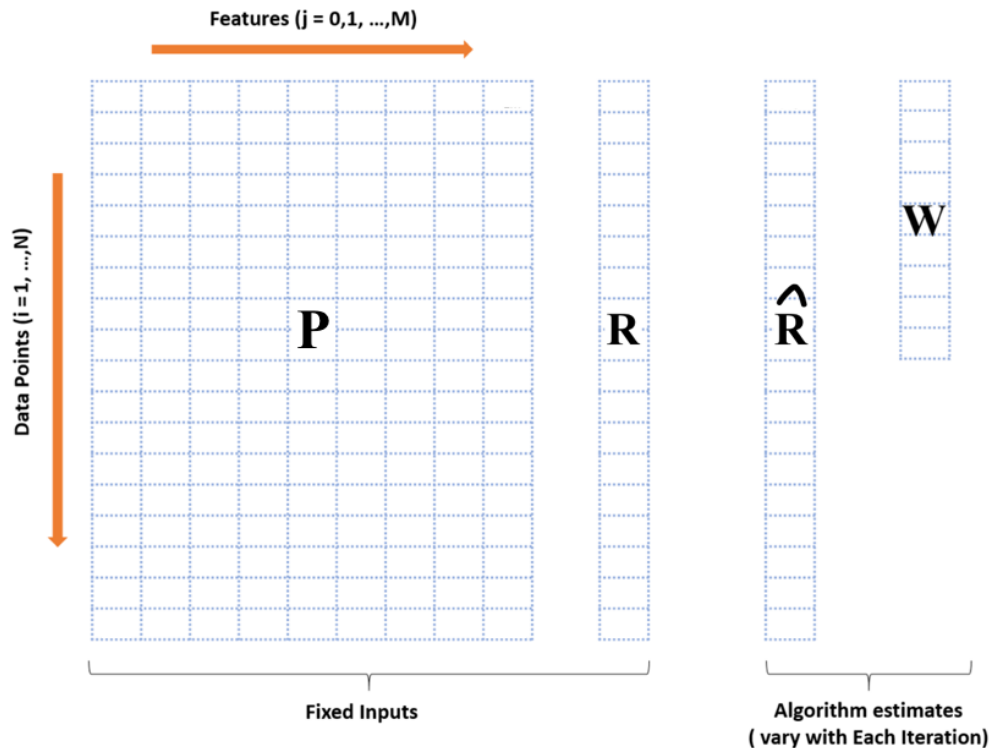 Features (j = 0,1, ...,M)
Data Points (i =1, ...,N)
P
R
R̂
W
Fixed Inputs
Algorithm estimates
( vary with Each Iteration)